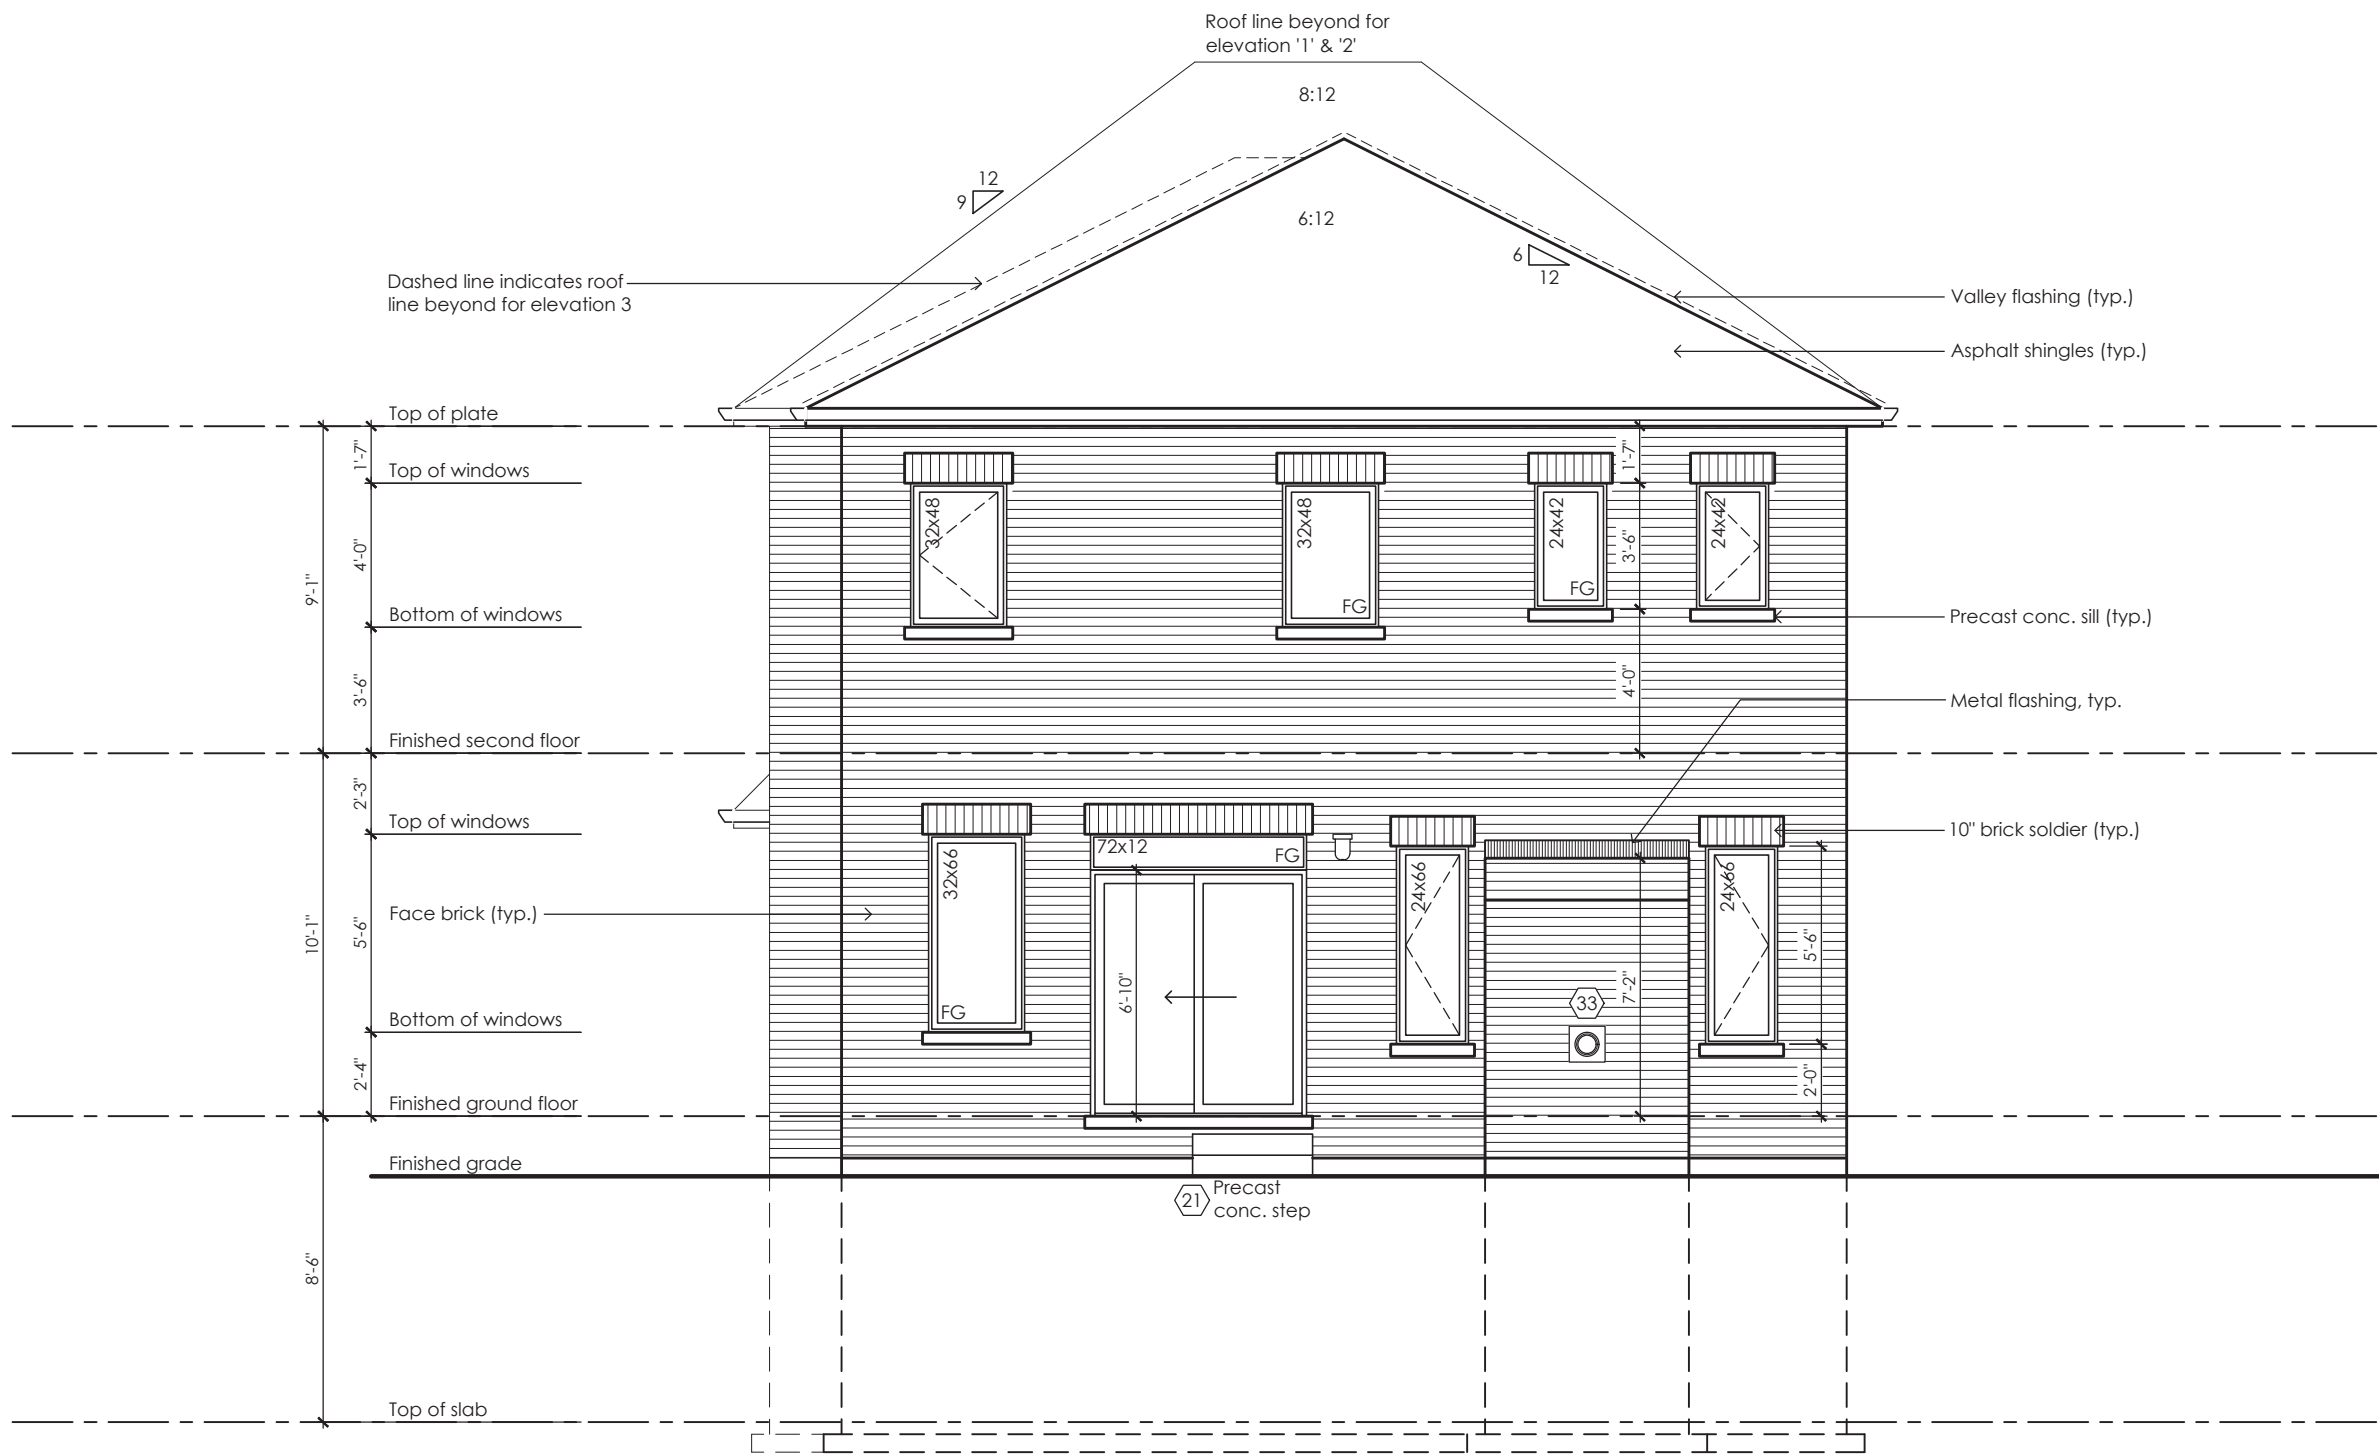 Roof line beyond for
elevation '1' & '2'
8:12
12
9
6:12
6
12
Dashed line indicates roof
line beyond for elevation 3
Valley flashing (typ.)
Asphalt shingles (typ.)
Top of plate
1'-7"
1'-7"
Top of windows
32x48
32x48
24x42
24x42
4'-0"
3'-6"
9'-1"
FG
FG
Bottom of windows
Precast conc. sill (typ.)
3'-6"
4'-0"
Metal flashing, typ.
Finished second floor
2'-3"
Top of windows
10" brick soldier (typ.)
72x12
FG
32x66
24x66
24x66
Face brick (typ.)
10'-1"
5'-6"
5'-6"
6'-10"
7'-2"
33
FG
Bottom of windows
2'-4"
2'-0"
Finished ground floor
Finished grade
21
Precast
conc. step
8'-6"
Top of slab